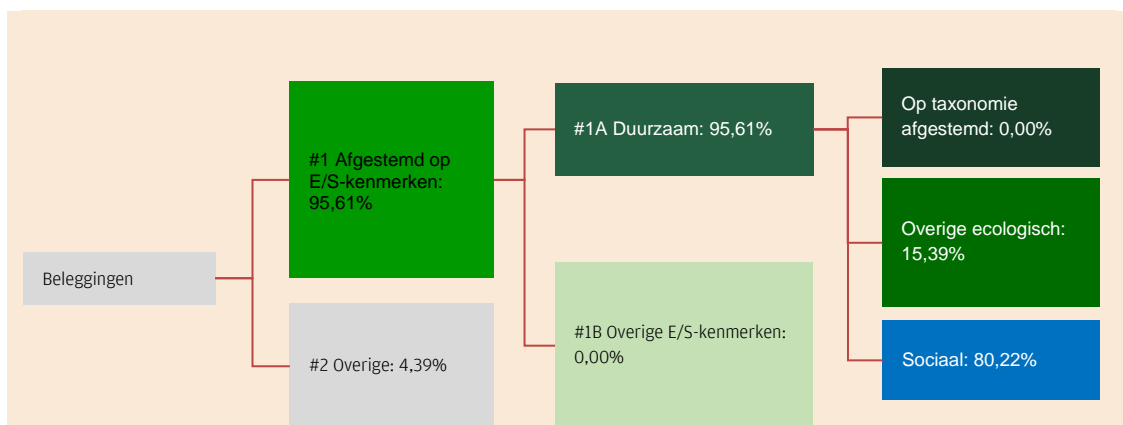 Beleggingen
#1 Afgestemd op
E/S-kenmerken:
95,61%
#2 Overige: 4,39%
#1A Duurzaam: 95,61%
#1B Overige E/S-kenmerken:
0,00%
Op taxonomie
afgestemd: 0,00%
Overige ecologisch:
15,39%
Sociaal: 80,22%